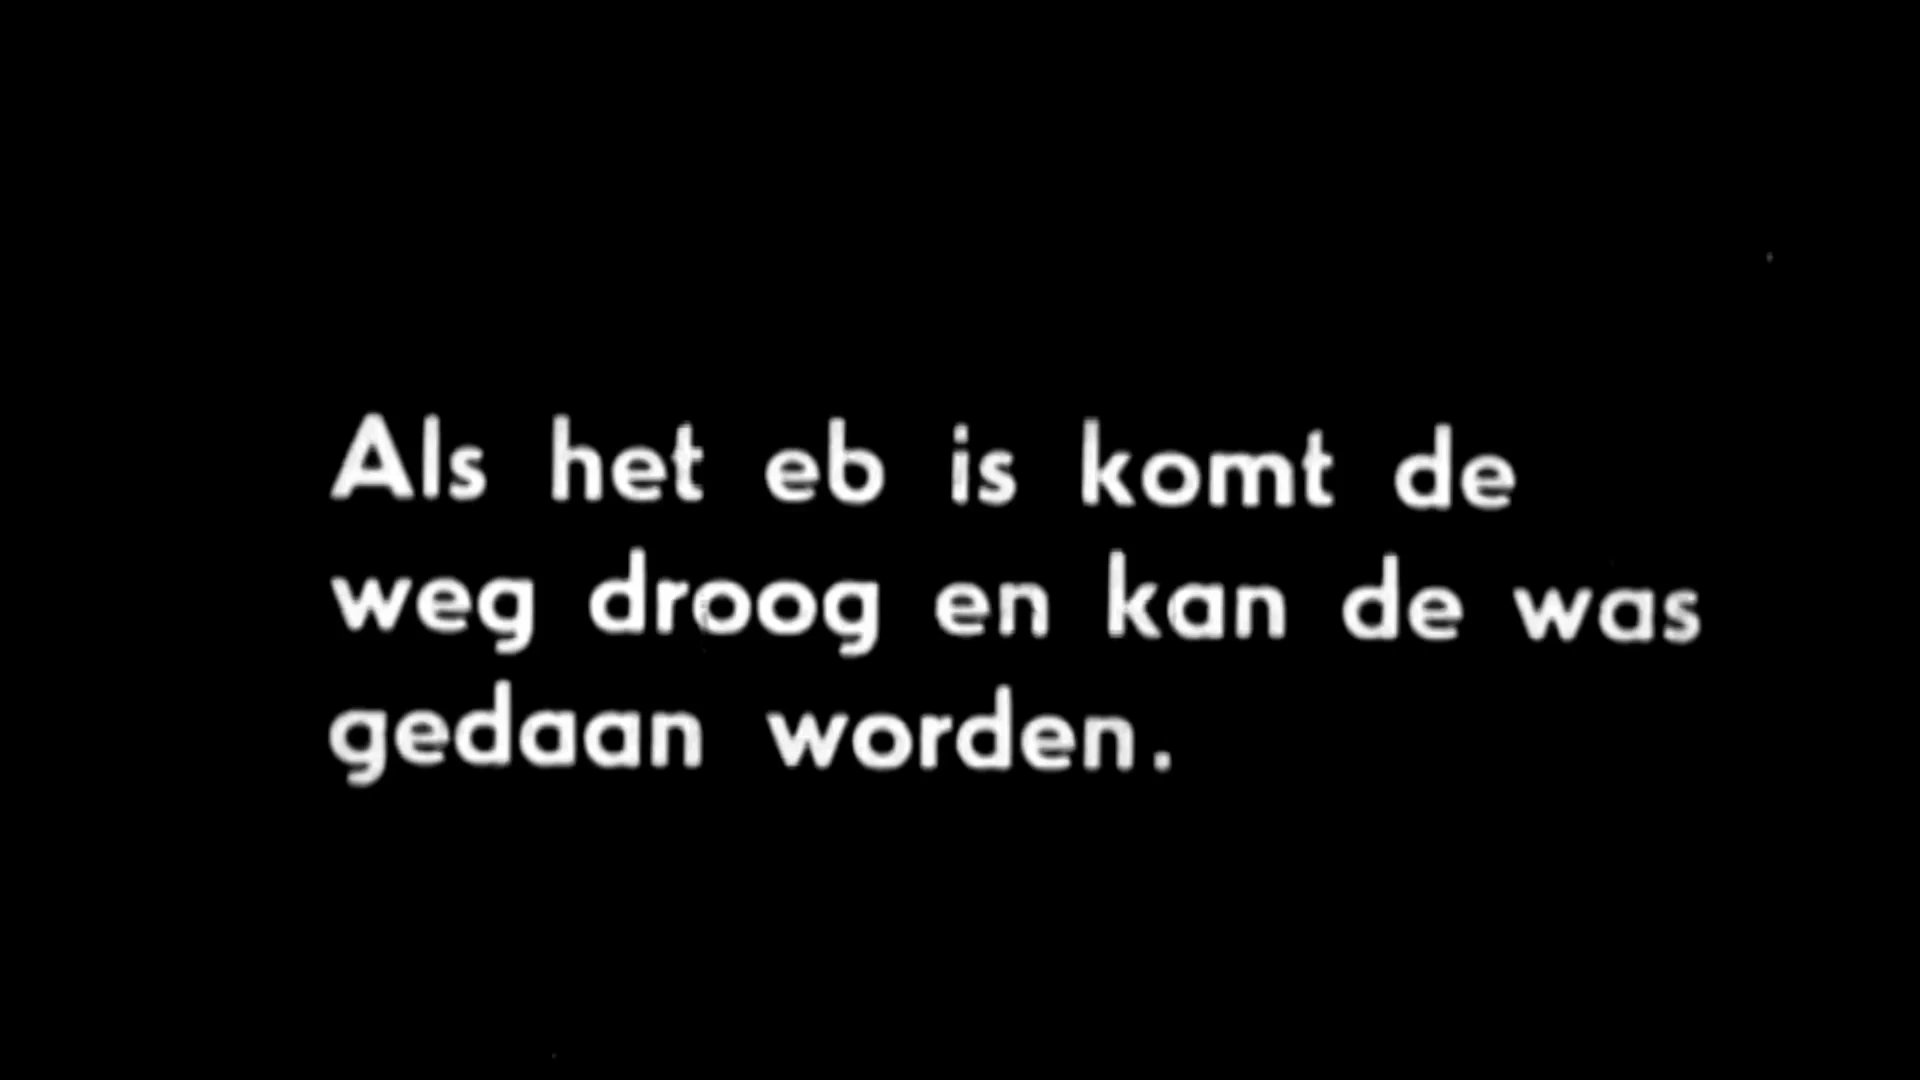 Als het eb is komt de
weg droog en kan de was
gedaan worden.